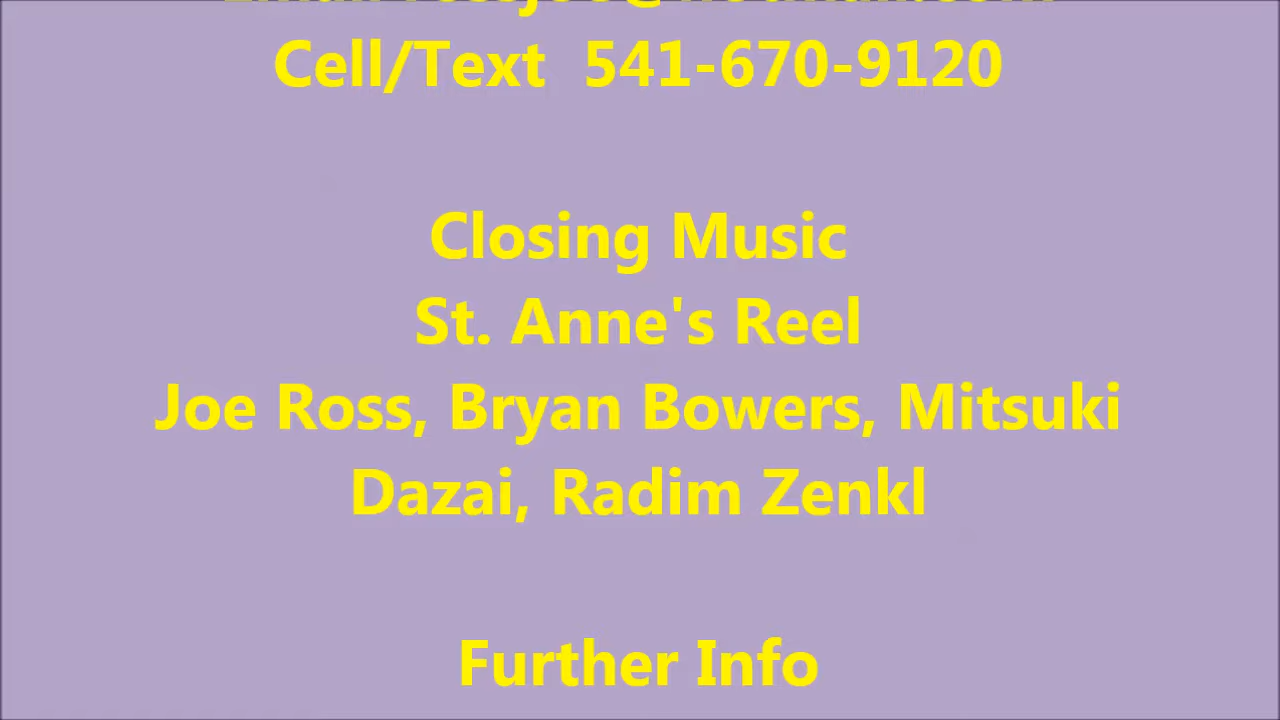 Cell/Text 541-670-9120
Closing Music
St. Anne's Reel
Joe Ross, Bryan Bowers, Mitsuki
Dazai, Radim Zenkl
Further Info